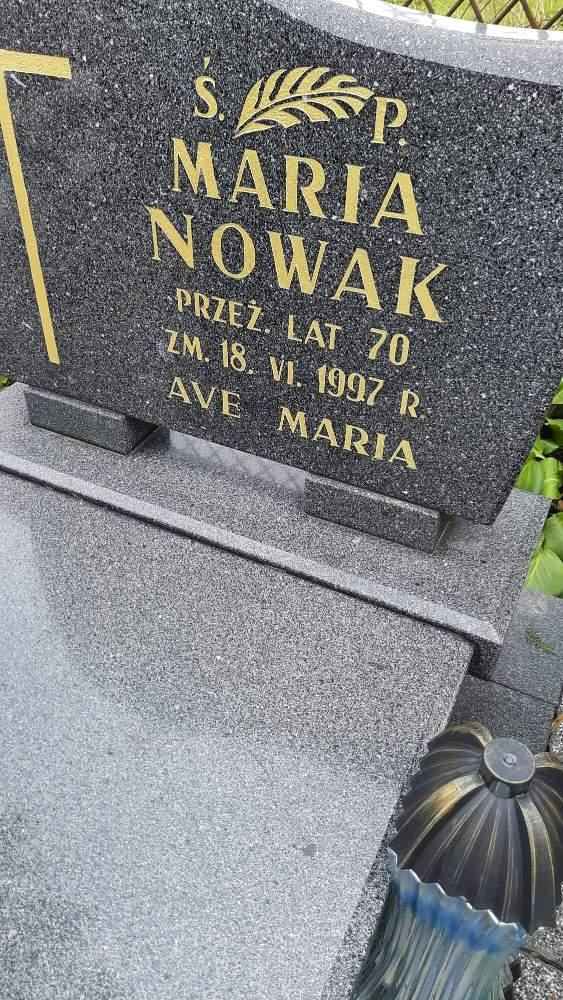 Ś. P.
MARIA
NOWAK
PRZEŻ. LAT 70
ZM. 18. VI. 1997 R.
AVE MARIA